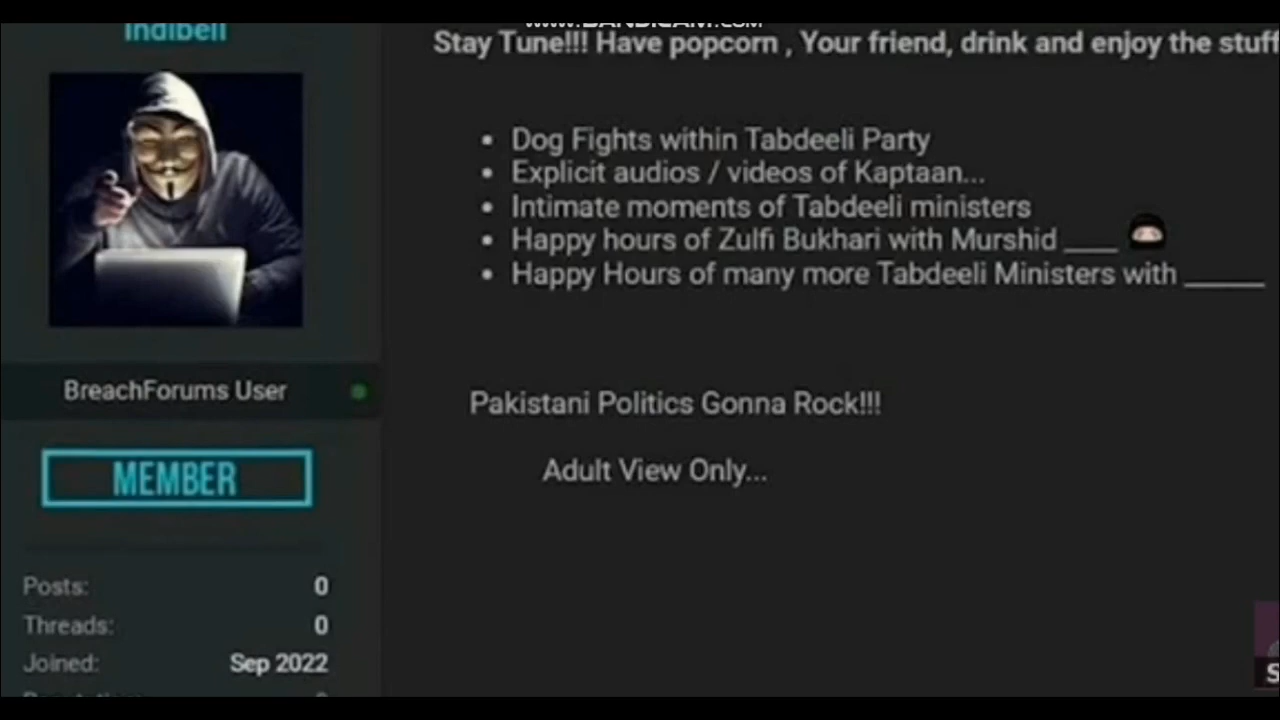 www.BANDICAM.com
Indibell
Stay Tune!!! Have popcorn , Your friend, drink and enjoy the stuff
• Dog Fights within Tabdeeli Party
• Explicit audios / videos of Kaptaan...
• Intimate moments of Tabdeeli ministers
• Happy hours of Zulfi Bukhari with Murshid ____
• Happy Hours of many more Tabdeeli Ministers with ______
BreachForums User
Pakistani Politics Gonna Rock!!!
MEMBER
Adult View Only...
Posts: 0
Threads: 0
Joined: Sep 2022